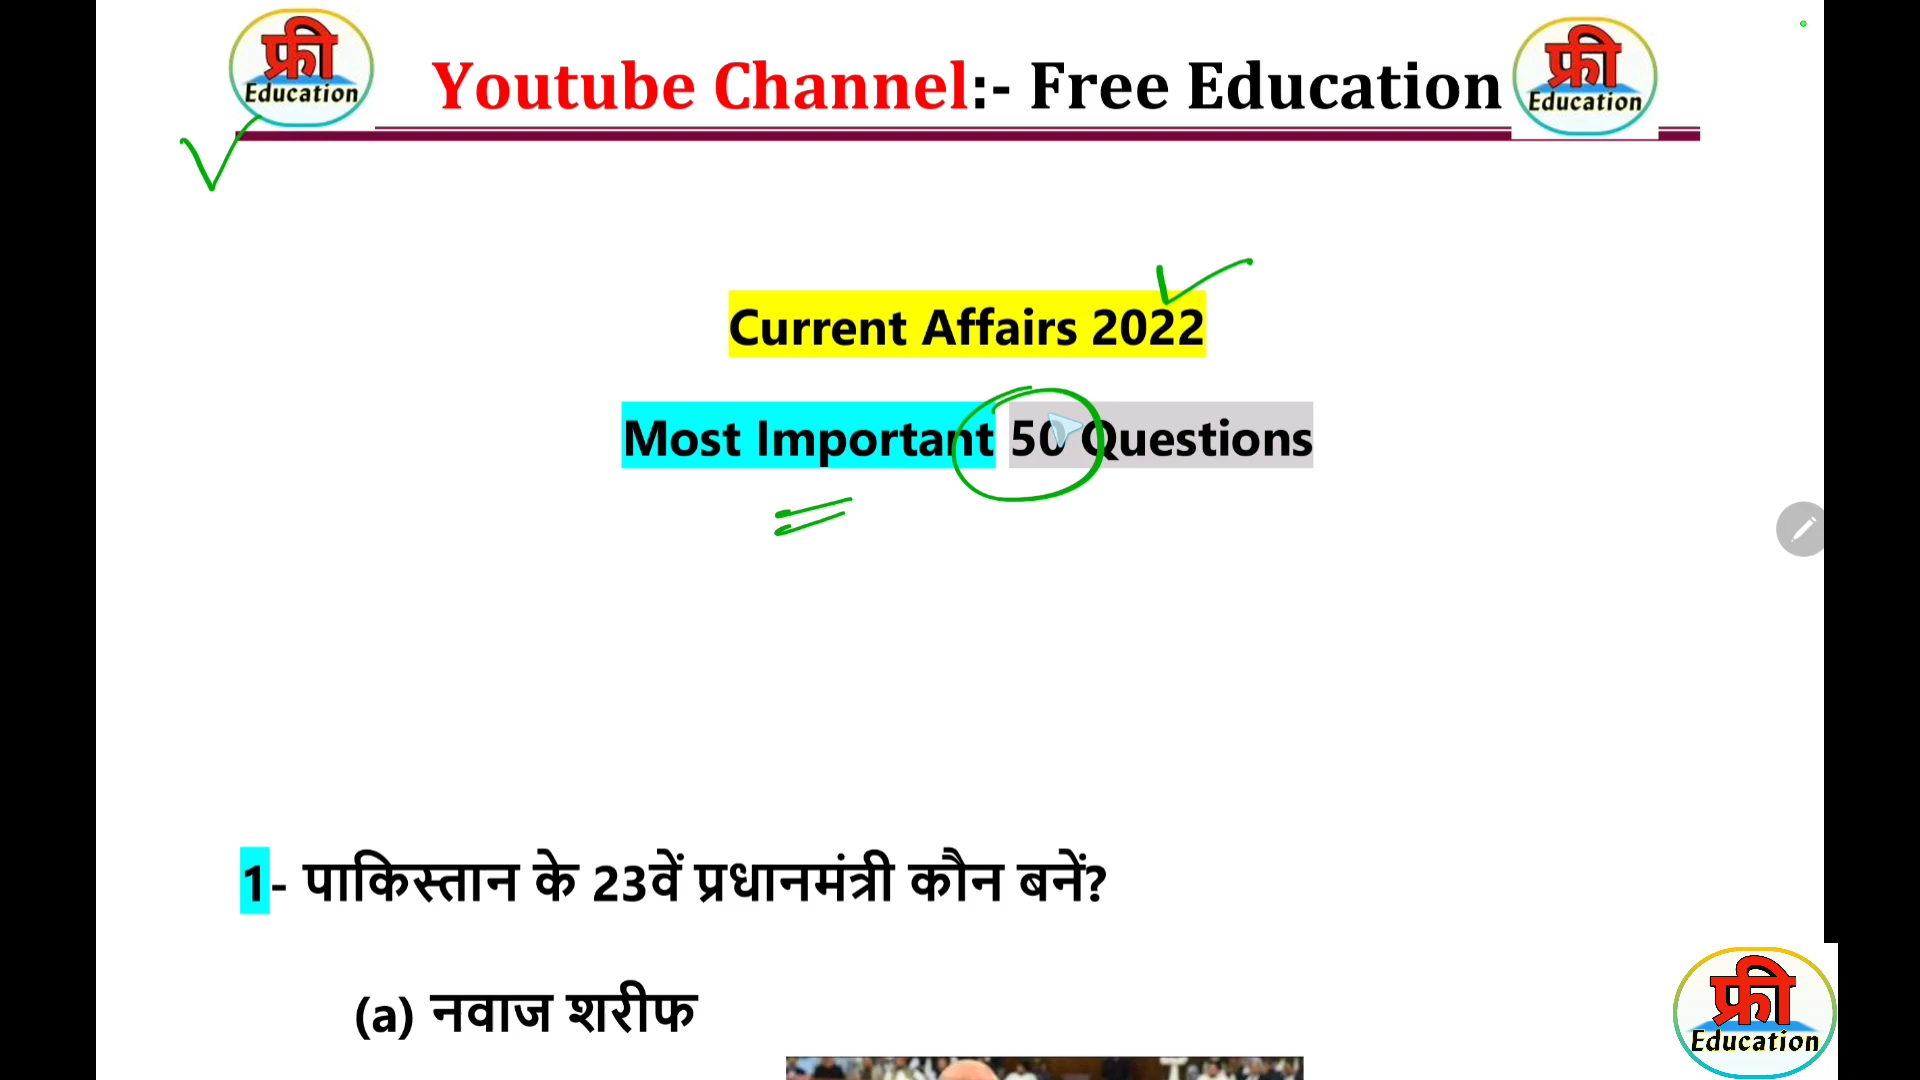 फ्री
Education
Youtube Channel:- Free Education
फ्री
Education
Current Affairs 2022
Most Important 50 Questions
1- पाकिस्तान के 23वें प्रधानमंत्री कौन बनें?
(a) नवाज शरीफ
फ्री
Education